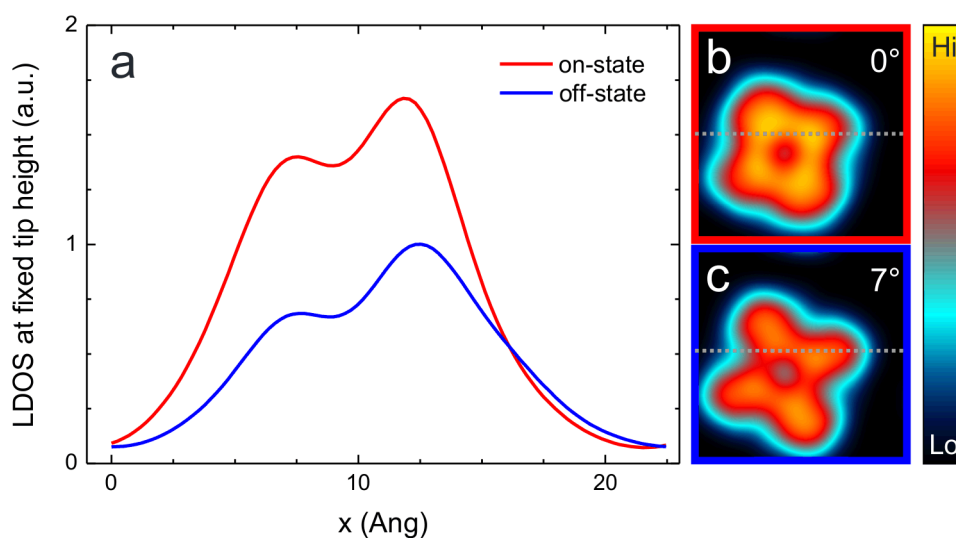 2
a
on-state
off-state
1
0
LDOS at fixed tip height (a.u.)
0
10
20
x (Ang)
b
0°
c
7°
Hi
Lo